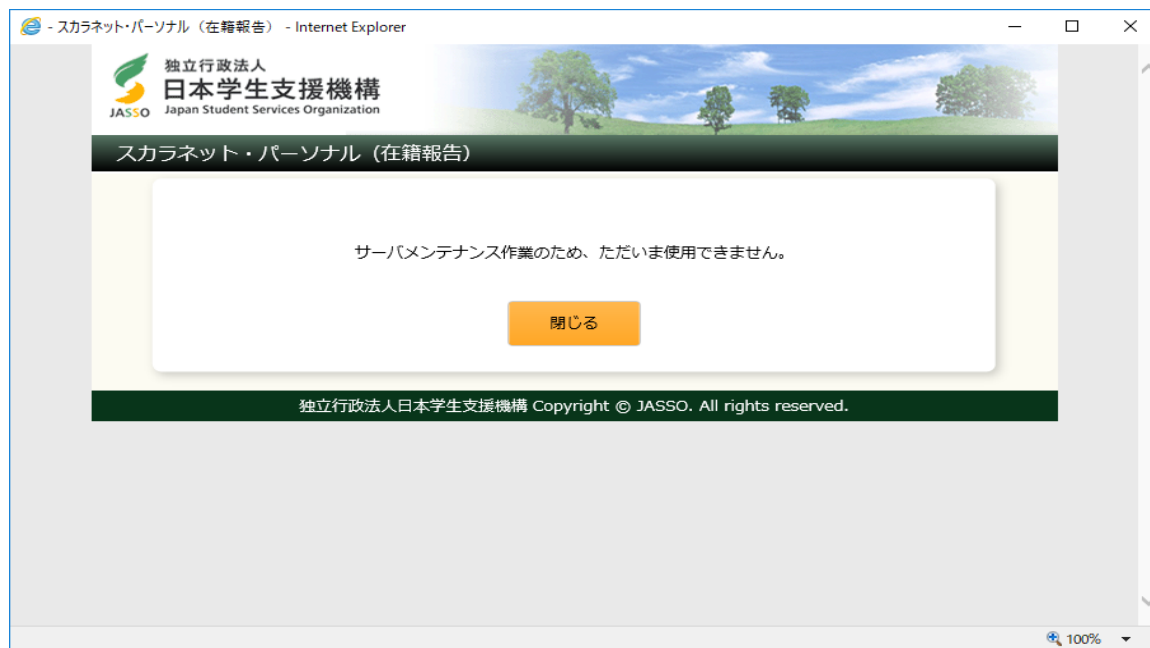 - スカラネット・パーソナル（在籍報告） - Internet Explorer
独立行政法人
日本学生支援機構
Japan Student Services Organization
JASSO
スカラネット・パーソナル（在籍報告）
サーバメンテナンス作業のため、ただいま使用できません。
閉じる
独立行政法人日本学生支援機構 Copyright © JASSO. All rights reserved.
100%